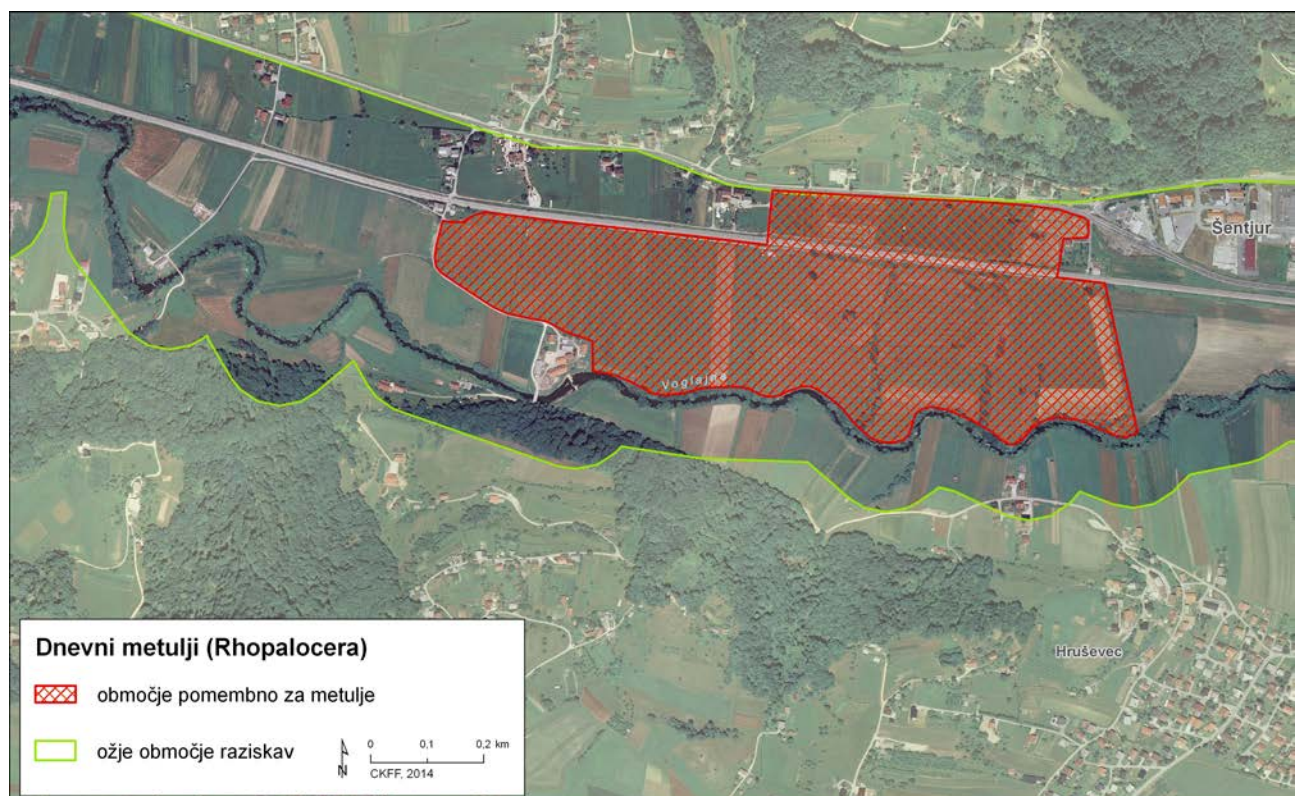 Šentjur
Voglajna
Hruševec
Dnevni metulji (Rhopalocera)
območje pomembno za metulje
ožje območje raziskav
N
0 0,1 0,2 km
CKFF, 2014